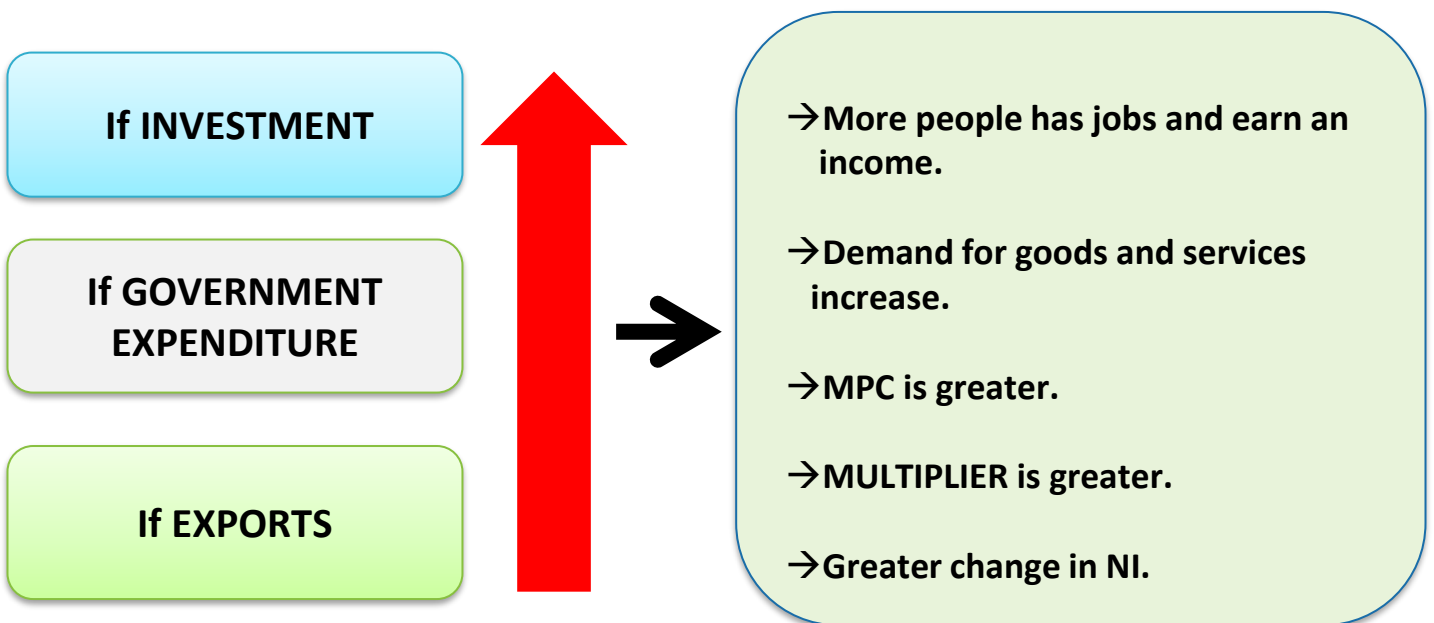 If INVESTMENT
If GOVERNMENT
EXPENDITURE
If EXPORTS
→More people has jobs and earn an
income.
→Demand for goods and services
increase.
→MPC is greater.
→MULTIPLIER is greater.
→Greater change in NI.